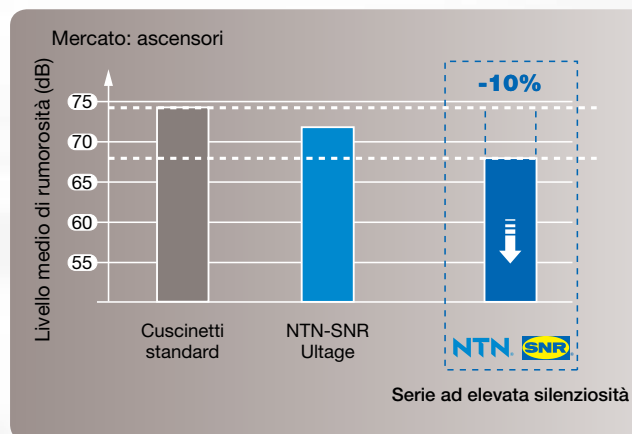 Mercato: ascensori
Livello medio di rumorosità (dB)
-10%
75
70
65
60
55
Cuscinetti
standard
NTN-SNR
Ultage
NTN. SNR
Serie ad elevata silenziosità